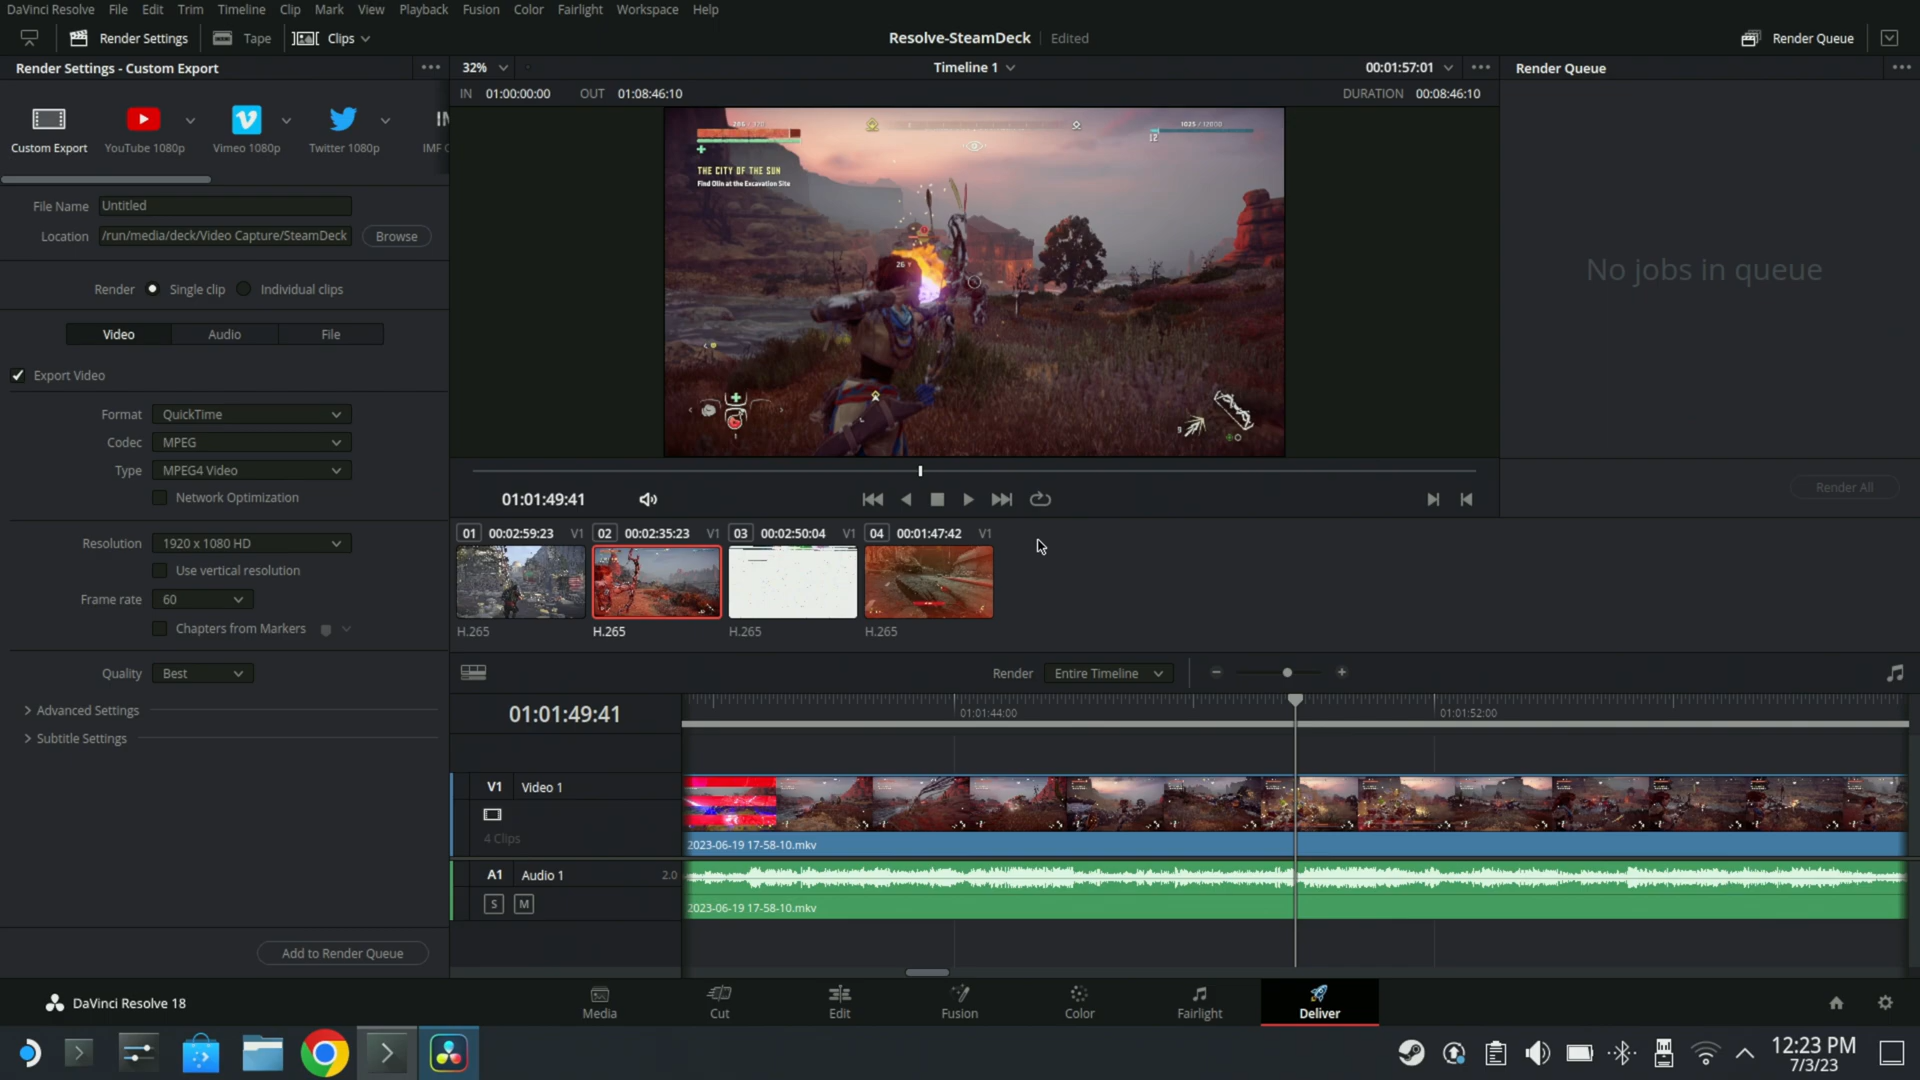 DaVinci Resolve File Edit Trim Timeline Clip Mark View Playback Fusion Color Fairlight Workspace Help
Render Settings Tape Clips Resolve-SteamDeck Edited Render Queue
Render Settings - Custom Export 32% Timeline 1 00:01:57:01 Render Queue
IN 01:00:00:00 OUT 01:08:46:10 DURATION 00:08:46:10
Custom Export YouTube 1080p Vimeo 1080p Twitter 1080p
1025 / 12800
12
THE CITY OF THE SUN
Find Olin at the Excavation Site
26
File Name Untitled
Location /run/media/deck/Video Capture/SteamDeck Browse
No jobs in queue
Render Single clip Individual clips
Video Audio File
Export Video
Format QuickTime
Codec MPEG
Type MPEG4 Video
Network Optimization
Render All
01:01:49:41
01 00:02:59:23 V1 02 00:02:35:23 V1 03 00:02:50:04 V1 04 00:01:47:42 V1
Resolution 1920 x 1080 HD
Use vertical resolution
Frame rate 60
Chapters from Markers
H.265 H.265 H.265 H.265
Quality Best
Render Entire Timeline
Advanced Settings
Subtitle Settings
01:01:49:41 01:01:44:00 01:01:52:00
V1 Video 1
4 Clips
2023-06-19 17-58-10.mkv
A1 Audio 1 2.0
S M
2023-06-19 17-58-10.mkv
Add to Render Queue
DaVinci Resolve 18
Media Cut Edit Fusion Color Fairlight Deliver
12:23 PM
7/3/23